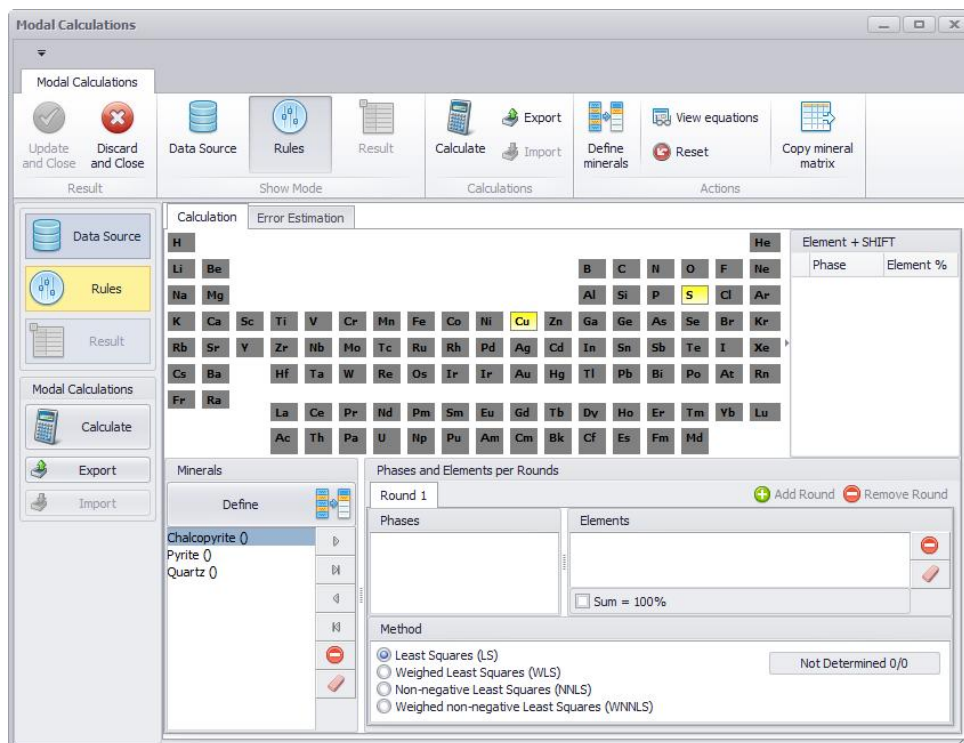 Modal Calculations
Modal Calculations
Update and Close
Discard and Close
Result
Data Source
Rules
Result
Show Mode
Calculate
Export
Import
Calculations
Define minerals
View equations
Reset
Copy mineral matrix
Actions
Data Source
Rules
Result
Modal Calculations
Calculate
Export
Import
Calculation Error Estimation
H He
Li Be B C N O F Ne
Na Mg Al Si P S Cl Ar
K Ca Sc Ti V Cr Mn Fe Co Ni Cu Zn Ga Ge As Se Br Kr
Rb Sr Y Zr Nb Mo Tc Ru Rh Pd Ag Cd In Sn Sb Te I Xe
Cs Ba Hf Ta W Re Os Ir Ir Au Hg Tl Pb Bi Po At Rn
Fr Ra
La Ce Pr Nd Pm Sm Eu Gd Tb Dy Ho Er Tm Yb Lu
Ac Th Pa U Np Pu Am Cm Bk Cf Es Fm Md
Element + SHIFT
Phase Element %
Minerals
Define
Chalcopyrite ()
Pyrite ()
Quartz ()
Phases and Elements per Rounds
Round 1
Add Round Remove Round
Phases
Elements
Sum = 100%
Method
Least Squares (LS)
Weighed Least Squares (WLS)
Non-negative Least Squares (NNLS)
Weighed non-negative Least Squares (WNNLS)
Not Determined 0/0